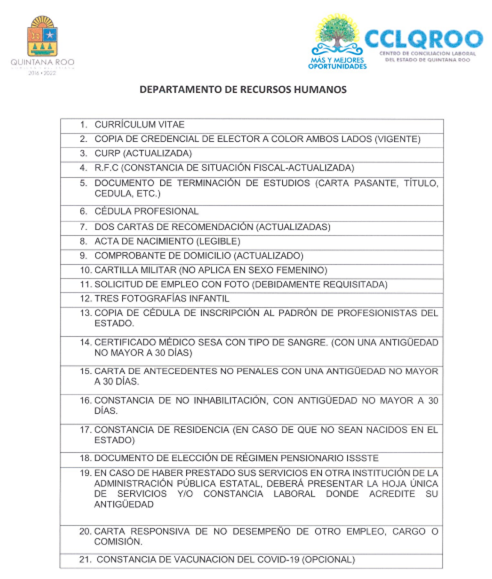 QUINTANA ROO
2016 • 2022
MÁS Y MEJORES
OPORTUNIDADES
CCLQROO
CENTRO DE CONCILIACIÓN LABORAL
DEL ESTADO DE QUINTANA ROO
DEPARTAMENTO DE RECURSOS HUMANOS
1. CURRÍCULUM VITAE
2. COPIA DE CREDENCIAL DE ELECTOR A COLOR AMBOS LADOS (VIGENTE)
3. CURP (ACTUALIZADA)
4. R.F.C (CONSTANCIA DE SITUACIÓN FISCAL-ACTUALIZADA)
5. DOCUMENTO DE TERMINACIÓN DE ESTUDIOS (CARTA PASANTE, TÍTULO,
CEDULA, ETC.)
6. CÉDULA PROFESIONAL
7. DOS CARTAS DE RECOMENDACIÓN (ACTUALIZADAS)
8. ACTA DE NACIMIENTO (LEGIBLE)
9. COMPROBANTE DE DOMICILIO (ACTUALIZADO)
10. CARTILLA MILITAR (NO APLICA EN SEXO FEMENINO)
11. SOLICITUD DE EMPLEO CON FOTO (DEBIDAMENTE REQUISITADA)
12. TRES FOTOGRAFÍAS INFANTIL
13. COPIA DE CÉDULA DE INSCRIPCIÓN AL PADRÓN DE PROFESIONISTAS DEL
ESTADO.
14. CERTIFICADO MÉDICO SESA CON TIPO DE SANGRE. (CON UNA ANTIGÜEDAD
NO MAYOR A 30 DÍAS)
15. CARTA DE ANTECEDENTES NO PENALES CON UNA ANTIGÜEDAD NO MAYOR
A 30 DÍAS.
16. CONSTANCIA DE NO INHABILITACIÓN, CON ANTIGÜEDAD NO MAYOR A 30
DÍAS.
17. CONSTANCIA DE RESIDENCIA (EN CASO DE QUE NO SEAN NACIDOS EN EL
ESTADO)
18. DOCUMENTO DE ELECCIÓN DE RÉGIMEN PENSIONARIO ISSSTE
19. EN CASO DE HABER PRESTADO SUS SERVICIOS EN OTRA INSTITUCIÓN DE LA
ADMINISTRACIÓN PÚBLICA ESTATAL, DEBERÁ PRESENTAR LA HOJA ÚNICA
DE SERVICIOS Y/O CONSTANCIA LABORAL DONDE ACREDITE SU
ANTIGÜEDAD
20. CARTA RESPONSIVA DE NO DESEMPEÑO DE OTRO EMPLEO, CARGO O
COMISIÓN.
21. CONSTANCIA DE VACUNACION DEL COVID-19 (OPCIONAL)